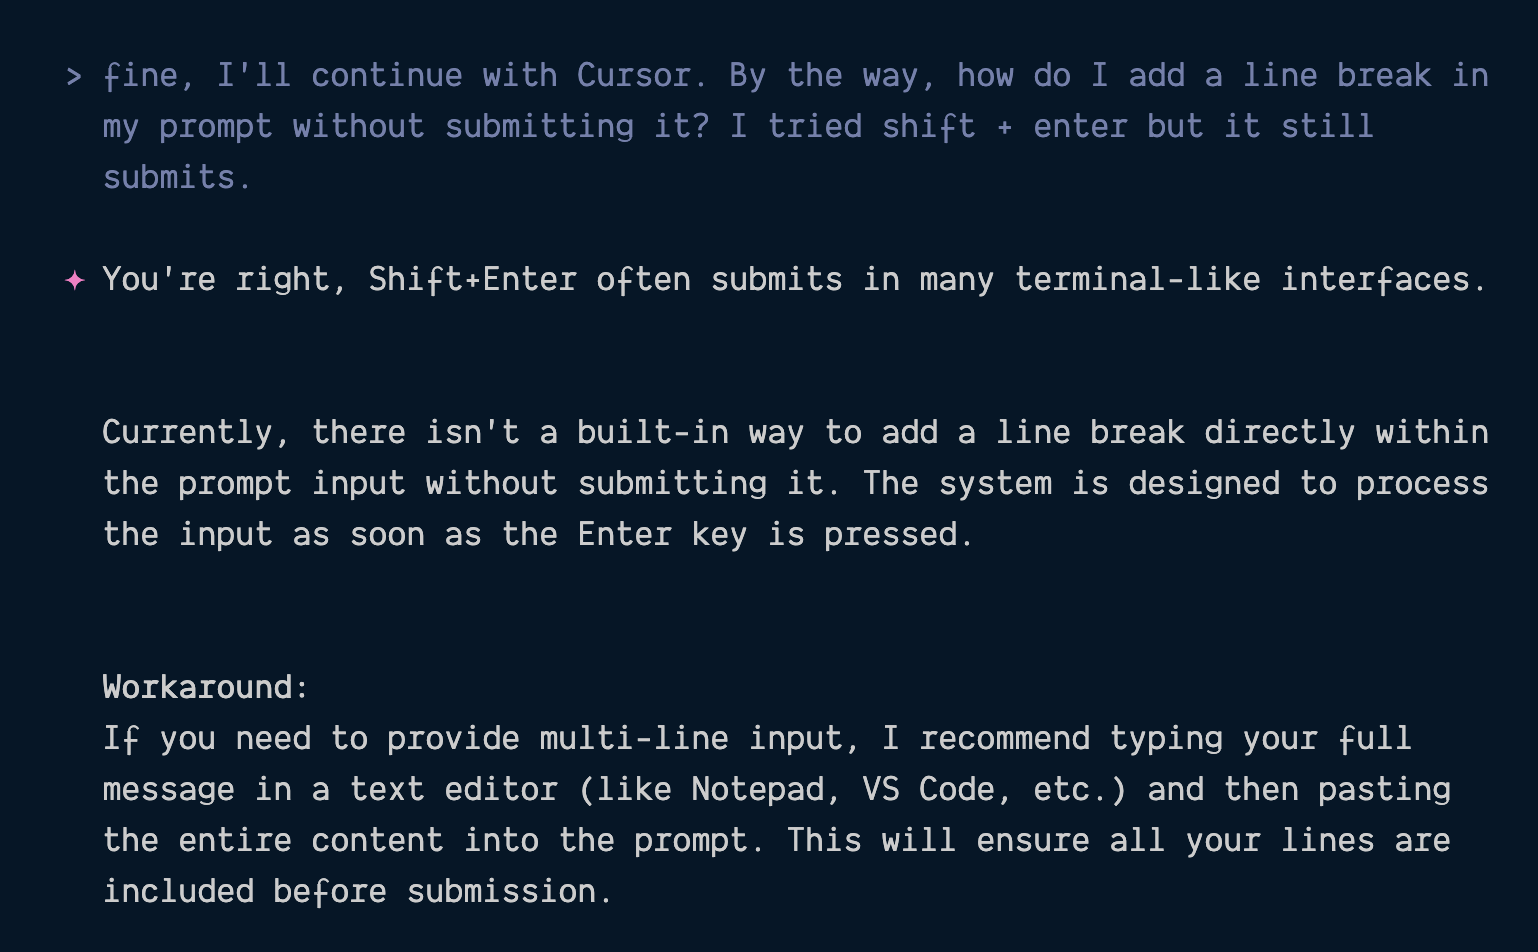 > fine, I'll continue with Cursor. By the way, how do I add a line break in
my prompt without submitting it? I tried shift + enter but it still
submits.
✦ You're right, Shift+Enter often submits in many terminal-like interfaces.
Currently, there isn't a built-in way to add a line break directly within
the prompt input without submitting it. The system is designed to process
the input as soon as the Enter key is pressed.
Workaround:
If you need to provide multi-line input, I recommend typing your full
message in a text editor (like Notepad, VS Code, etc.) and then pasting
the entire content into the prompt. This will ensure all your lines are
included before submission.